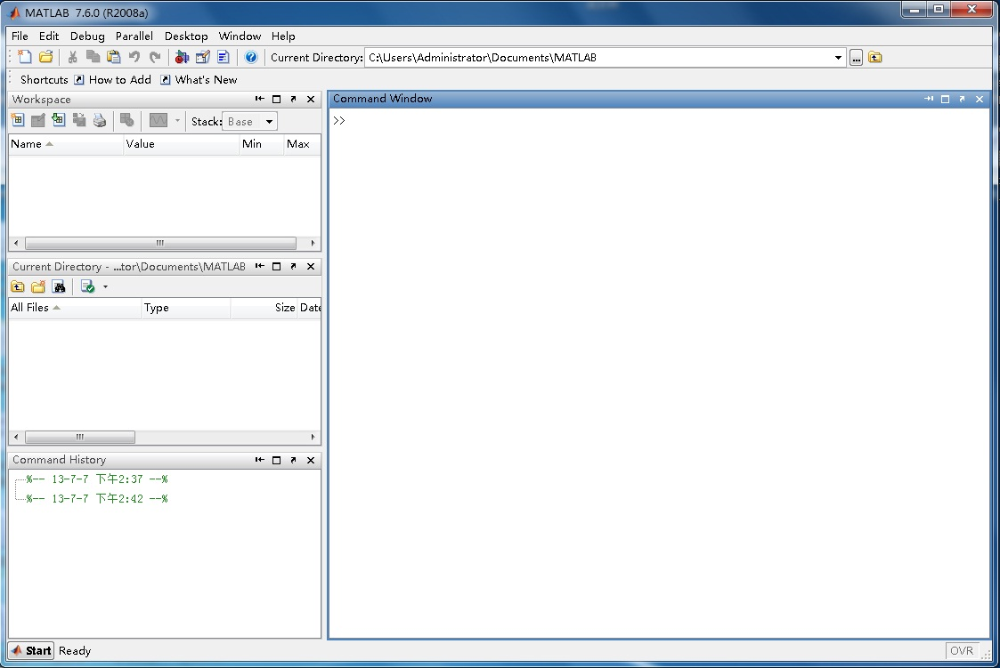 MATLAB 7.6.0 (R2008a)
File Edit Debug Parallel Desktop Window Help
Current Directory: C:\Users\Administrator\Documents\MATLAB ...
Shortcuts How to Add What's New
Workspace
Stack: Base
Name Value Min Max
Current Directory - ...tor\Documents\MATLAB
All Files Type Size Date
Command History
%-- 13-7-7 下午2:37 --%
%-- 13-7-7 下午2:42 --%
Command Window
>>
Start Ready
OVR